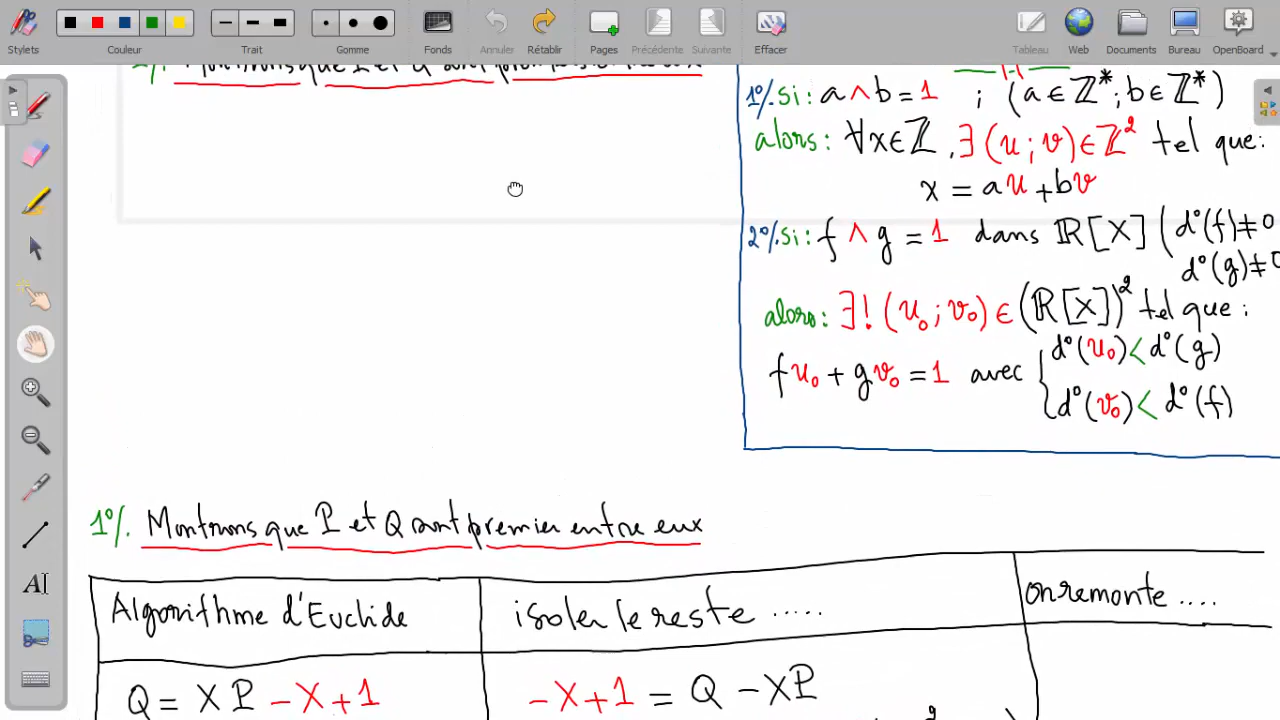 Stylets Couleur Trait Gomme Fonds Annuler Rétablir Pages Précédente Suivante Effacer Tableau Web Documents Bureau OpenBoard
1°/. si: a ∧ b = 1 ; (a ∈ ℤ*; b ∈ ℤ*)
alors: ∀x ∈ ℤ, ∃(u; v) ∈ ℤ² tel que:
x = au + bv
2°/. si: f ∧ g = 1 dans ℝ[X] (d°(f) ≠ 0
d°(g) ≠ 0
alors: ∃! (u₀; v₀) ∈ (ℝ[X])² tel que:
fu₀ + gv₀ = 1 avec { d°(u₀) < d°(g)
d°(v₀) < d°(f)
1°/. Montrons que P et Q sont premier entre eux
Algorithme d'Euclide isoler le reste ..... on remonte ....
Q = XP -X+1 -X+1 = Q - XP